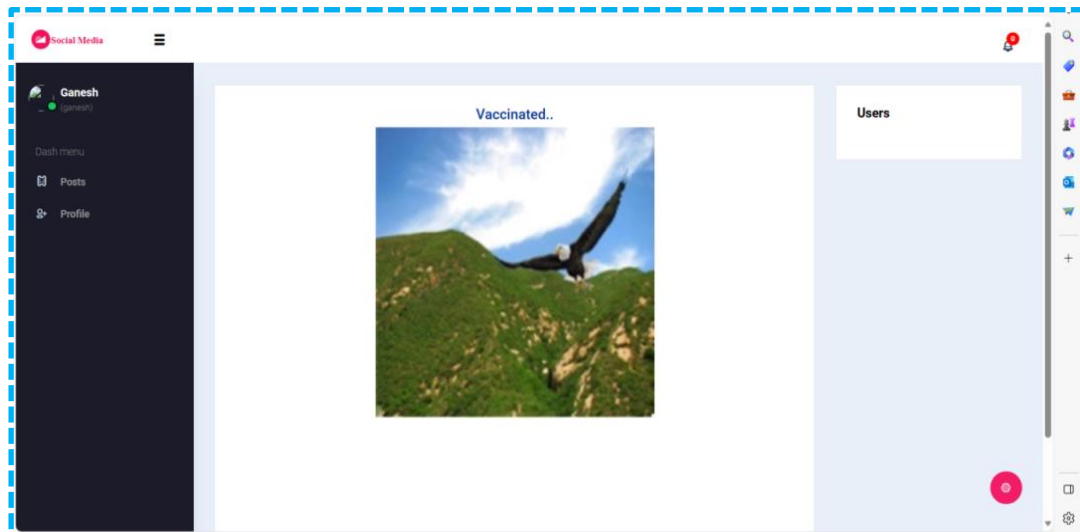 Social Media
0
Ganesh
(ganesh)
Dash menu
Posts
Profile
Vaccinated..
Users